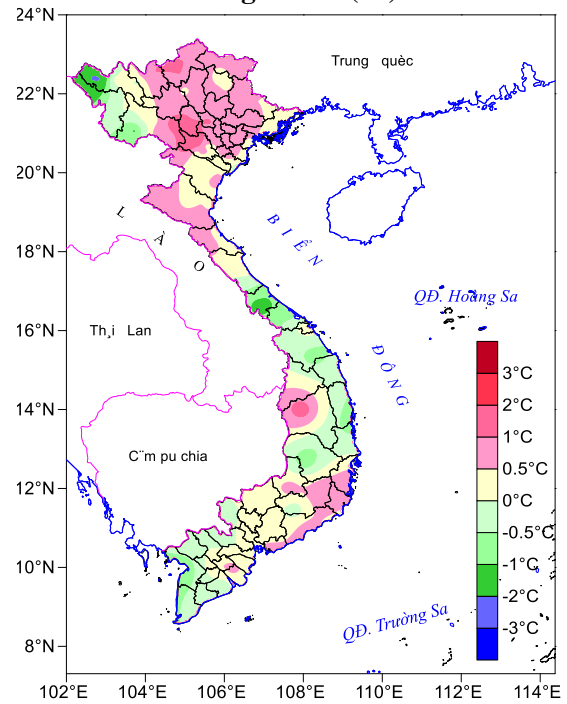 24°N
22°N
20°N
18°N
16°N
14°N
12°N
10°N
8°N
Trung quèc
L À O
BIỂN
QĐ. Hoàng Sa
Th¸i Lan
ĐÔNG
C¨m pu chia
QĐ. Trường Sa
3°C
2°C
1°C
0.5°C
0°C
-0.5°C
-1°C
-2°C
-3°C
102°E 104°E 106°E 108°E 110°E 112°E 114°E